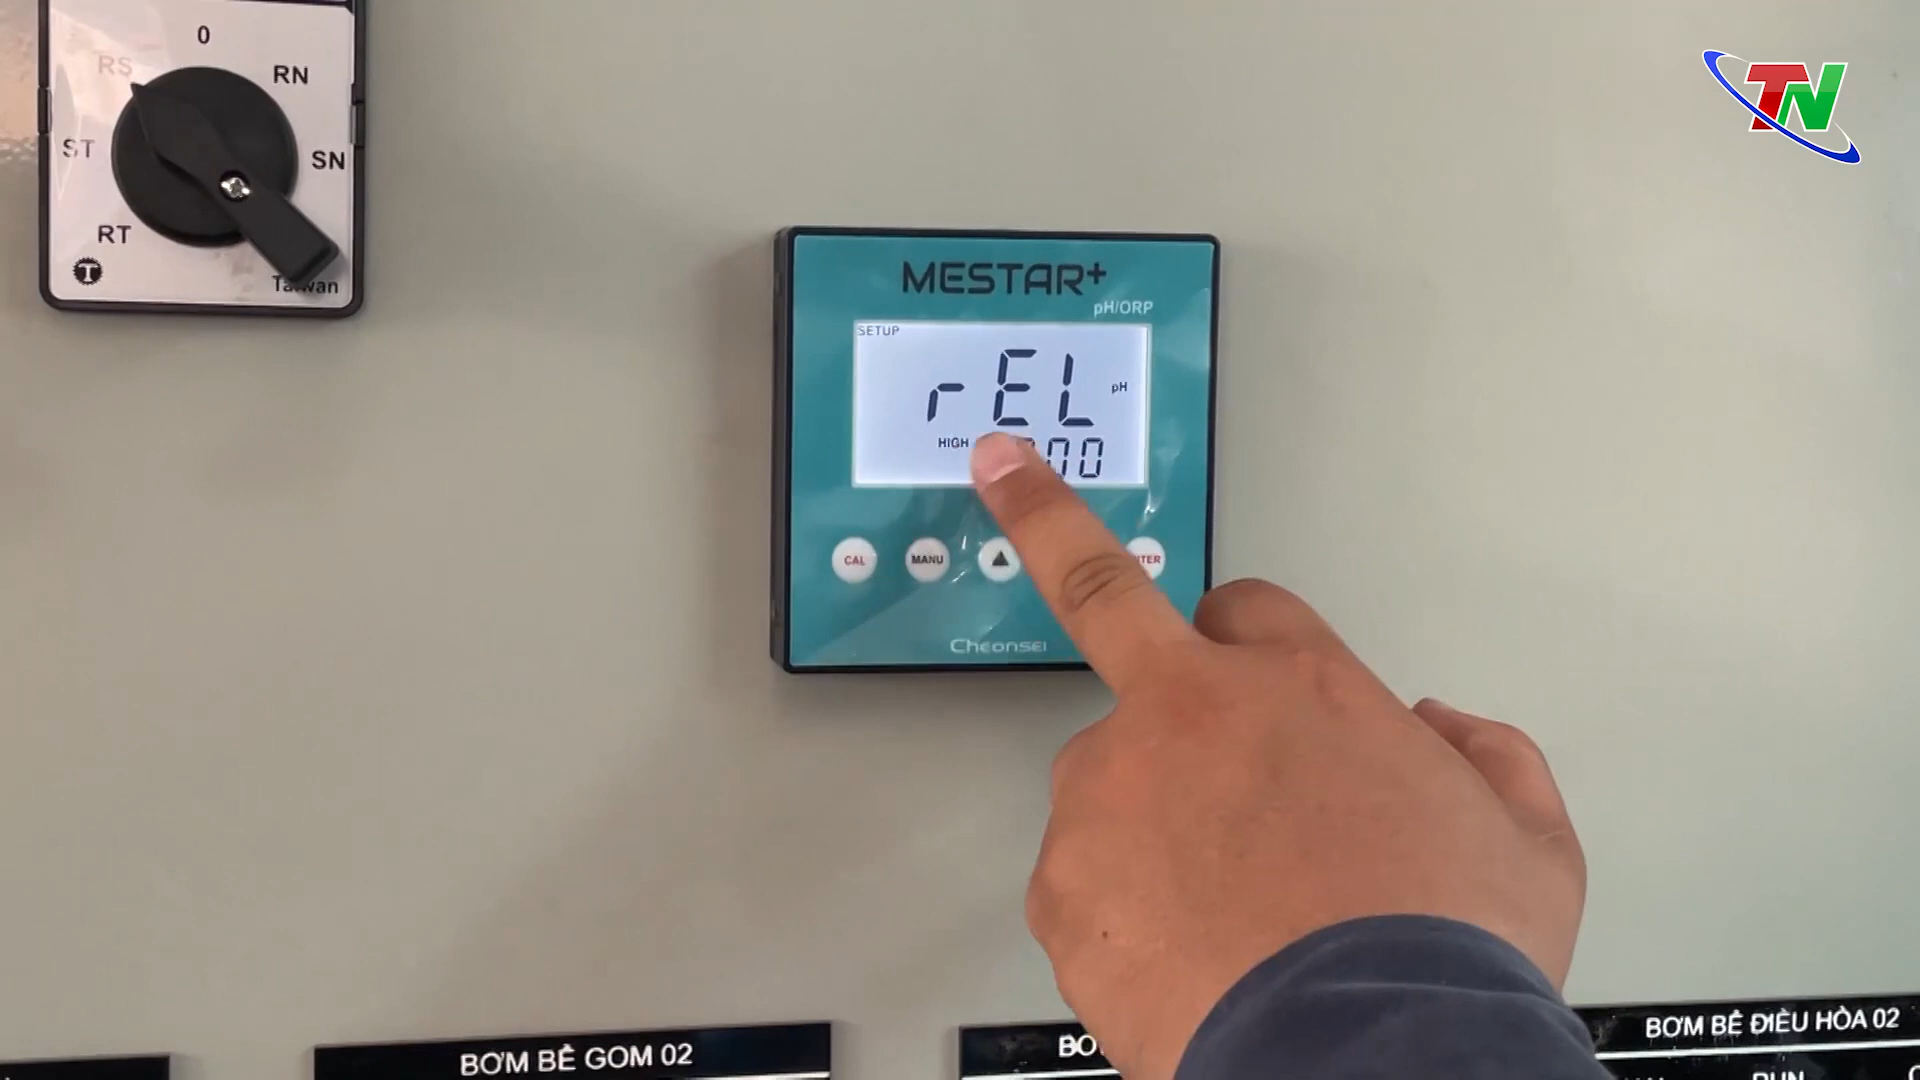 0
RS
RN
ST
SN
RT
T
Taiwan
TN
MESTAR+
pH/ORP
SETUP
rEL
pH
HIGH
00
CAL
MANU
Cheonsei
BƠM BỂ GOM 02
BƠM BỂ ĐIỀU HÒA 02
RUN